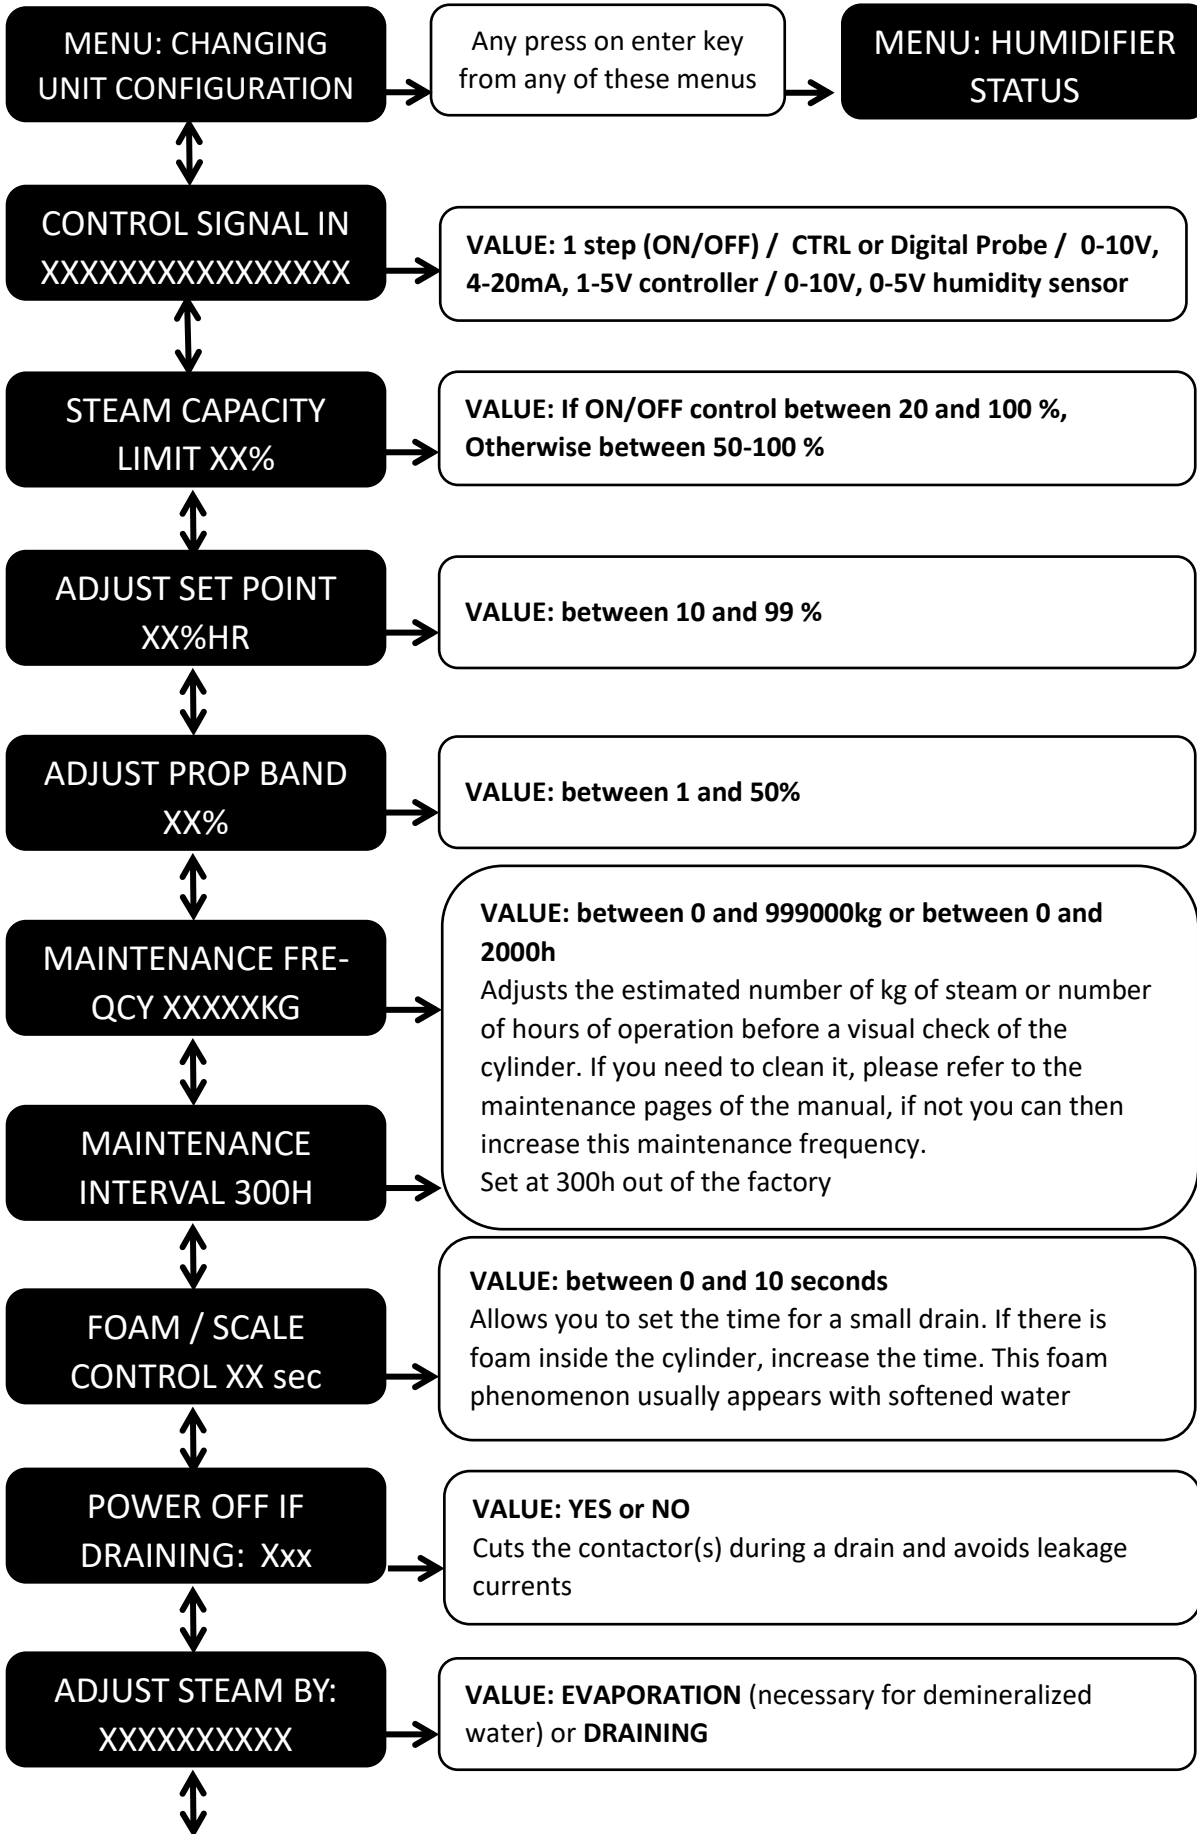 MENU: CHANGING
UNIT CONFIGURATION
Any press on enter key
from any of these menus
MENU: HUMIDIFIER
STATUS
CONTROL SIGNAL IN
XXXXXXXXXXXXXXXX
VALUE: 1 step (ON/OFF) / CTRL or Digital Probe / 0-10V,
4-20mA, 1-5V controller / 0-10V, 0-5V humidity sensor
STEAM CAPACITY
LIMIT XX%
VALUE: If ON/OFF control between 20 and 100 %,
Otherwise between 50-100 %
ADJUST SET POINT
XX%HR
VALUE: between 10 and 99 %
ADJUST PROP BAND
XX%
VALUE: between 1 and 50%
MAINTENANCE FRE-
QCY XXXXXKG
VALUE: between 0 and 999000kg or between 0 and
2000h
Adjusts the estimated number of kg of steam or number
of hours of operation before a visual check of the
cylinder. If you need to clean it, please refer to the
maintenance pages of the manual, if not you can then
increase this maintenance frequency.
Set at 300h out of the factory
MAINTENANCE
INTERVAL 300H
FOAM / SCALE
CONTROL XX sec
VALUE: between 0 and 10 seconds
Allows you to set the time for a small drain. If there is
foam inside the cylinder, increase the time. This foam
phenomenon usually appears with softened water
POWER OFF IF
DRAINING: Xxx
VALUE: YES or NO
Cuts the contactor(s) during a drain and avoids leakage
currents
ADJUST STEAM BY:
XXXXXXXXXX
VALUE: EVAPORATION (necessary for demineralized
water) or DRAINING